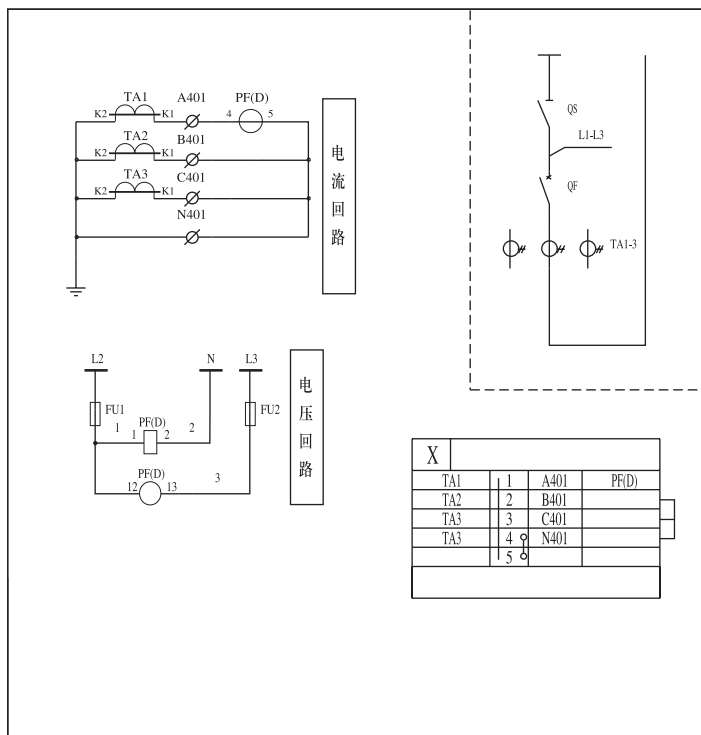 TA1 A401 PF(D)
K2 K1 4 5
TA2 B401
K2 K1
TA3 C401
K2 K1
N401
电流回路
QS
L1-L3
QF
TA1-3
L2 N L3
FU1 FU2
1 PF(D) 2
1 2
PF(D) 3
12 13
电压回路
X
TA1 1 A401 PF(D)
TA2 2 B401
TA3 3 C401
TA3 4 N401
5